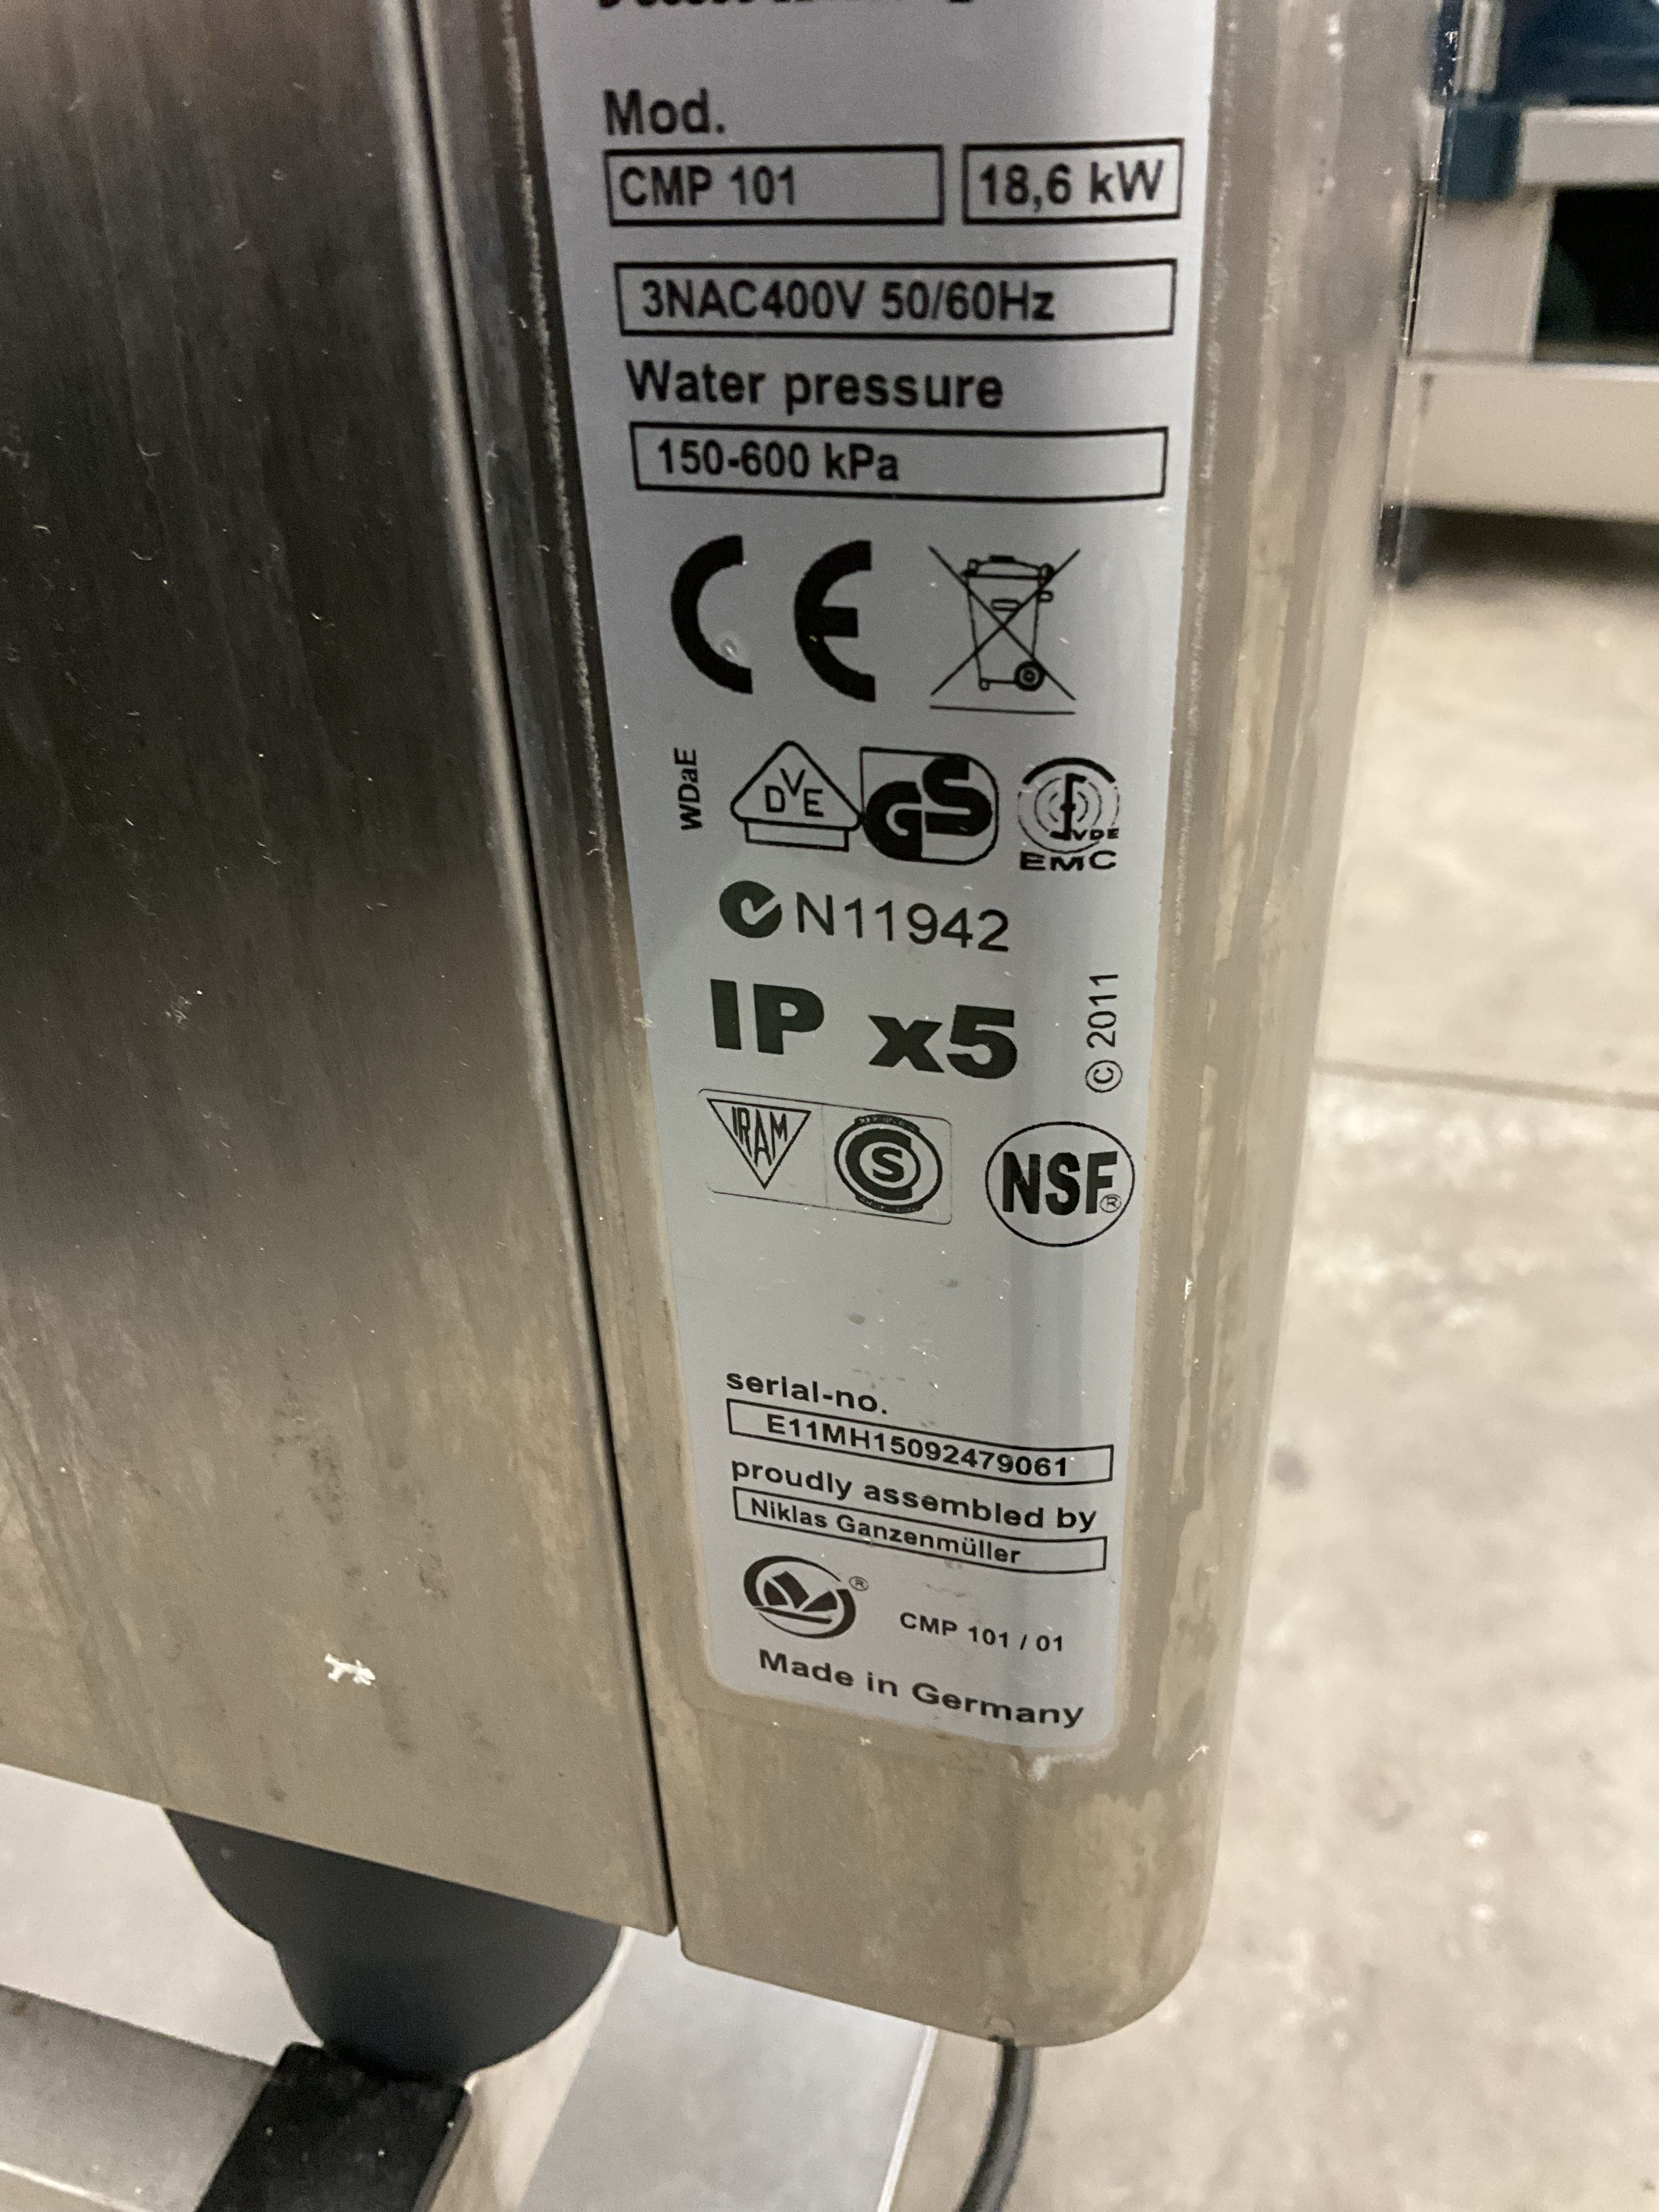 Mod.
CMP 101 18,6 kW
3NAC400V 50/60Hz
Water pressure
150-600 kPa
CE
WDaE DVE GS VDE
EMC
N11942
IP x5
© 2011
IRAM S NSF®
serial-no.
E11MH15092479061
proudly assembled by
Niklas Ganzenmüller
® CMP 101 / 01
Made in Germany